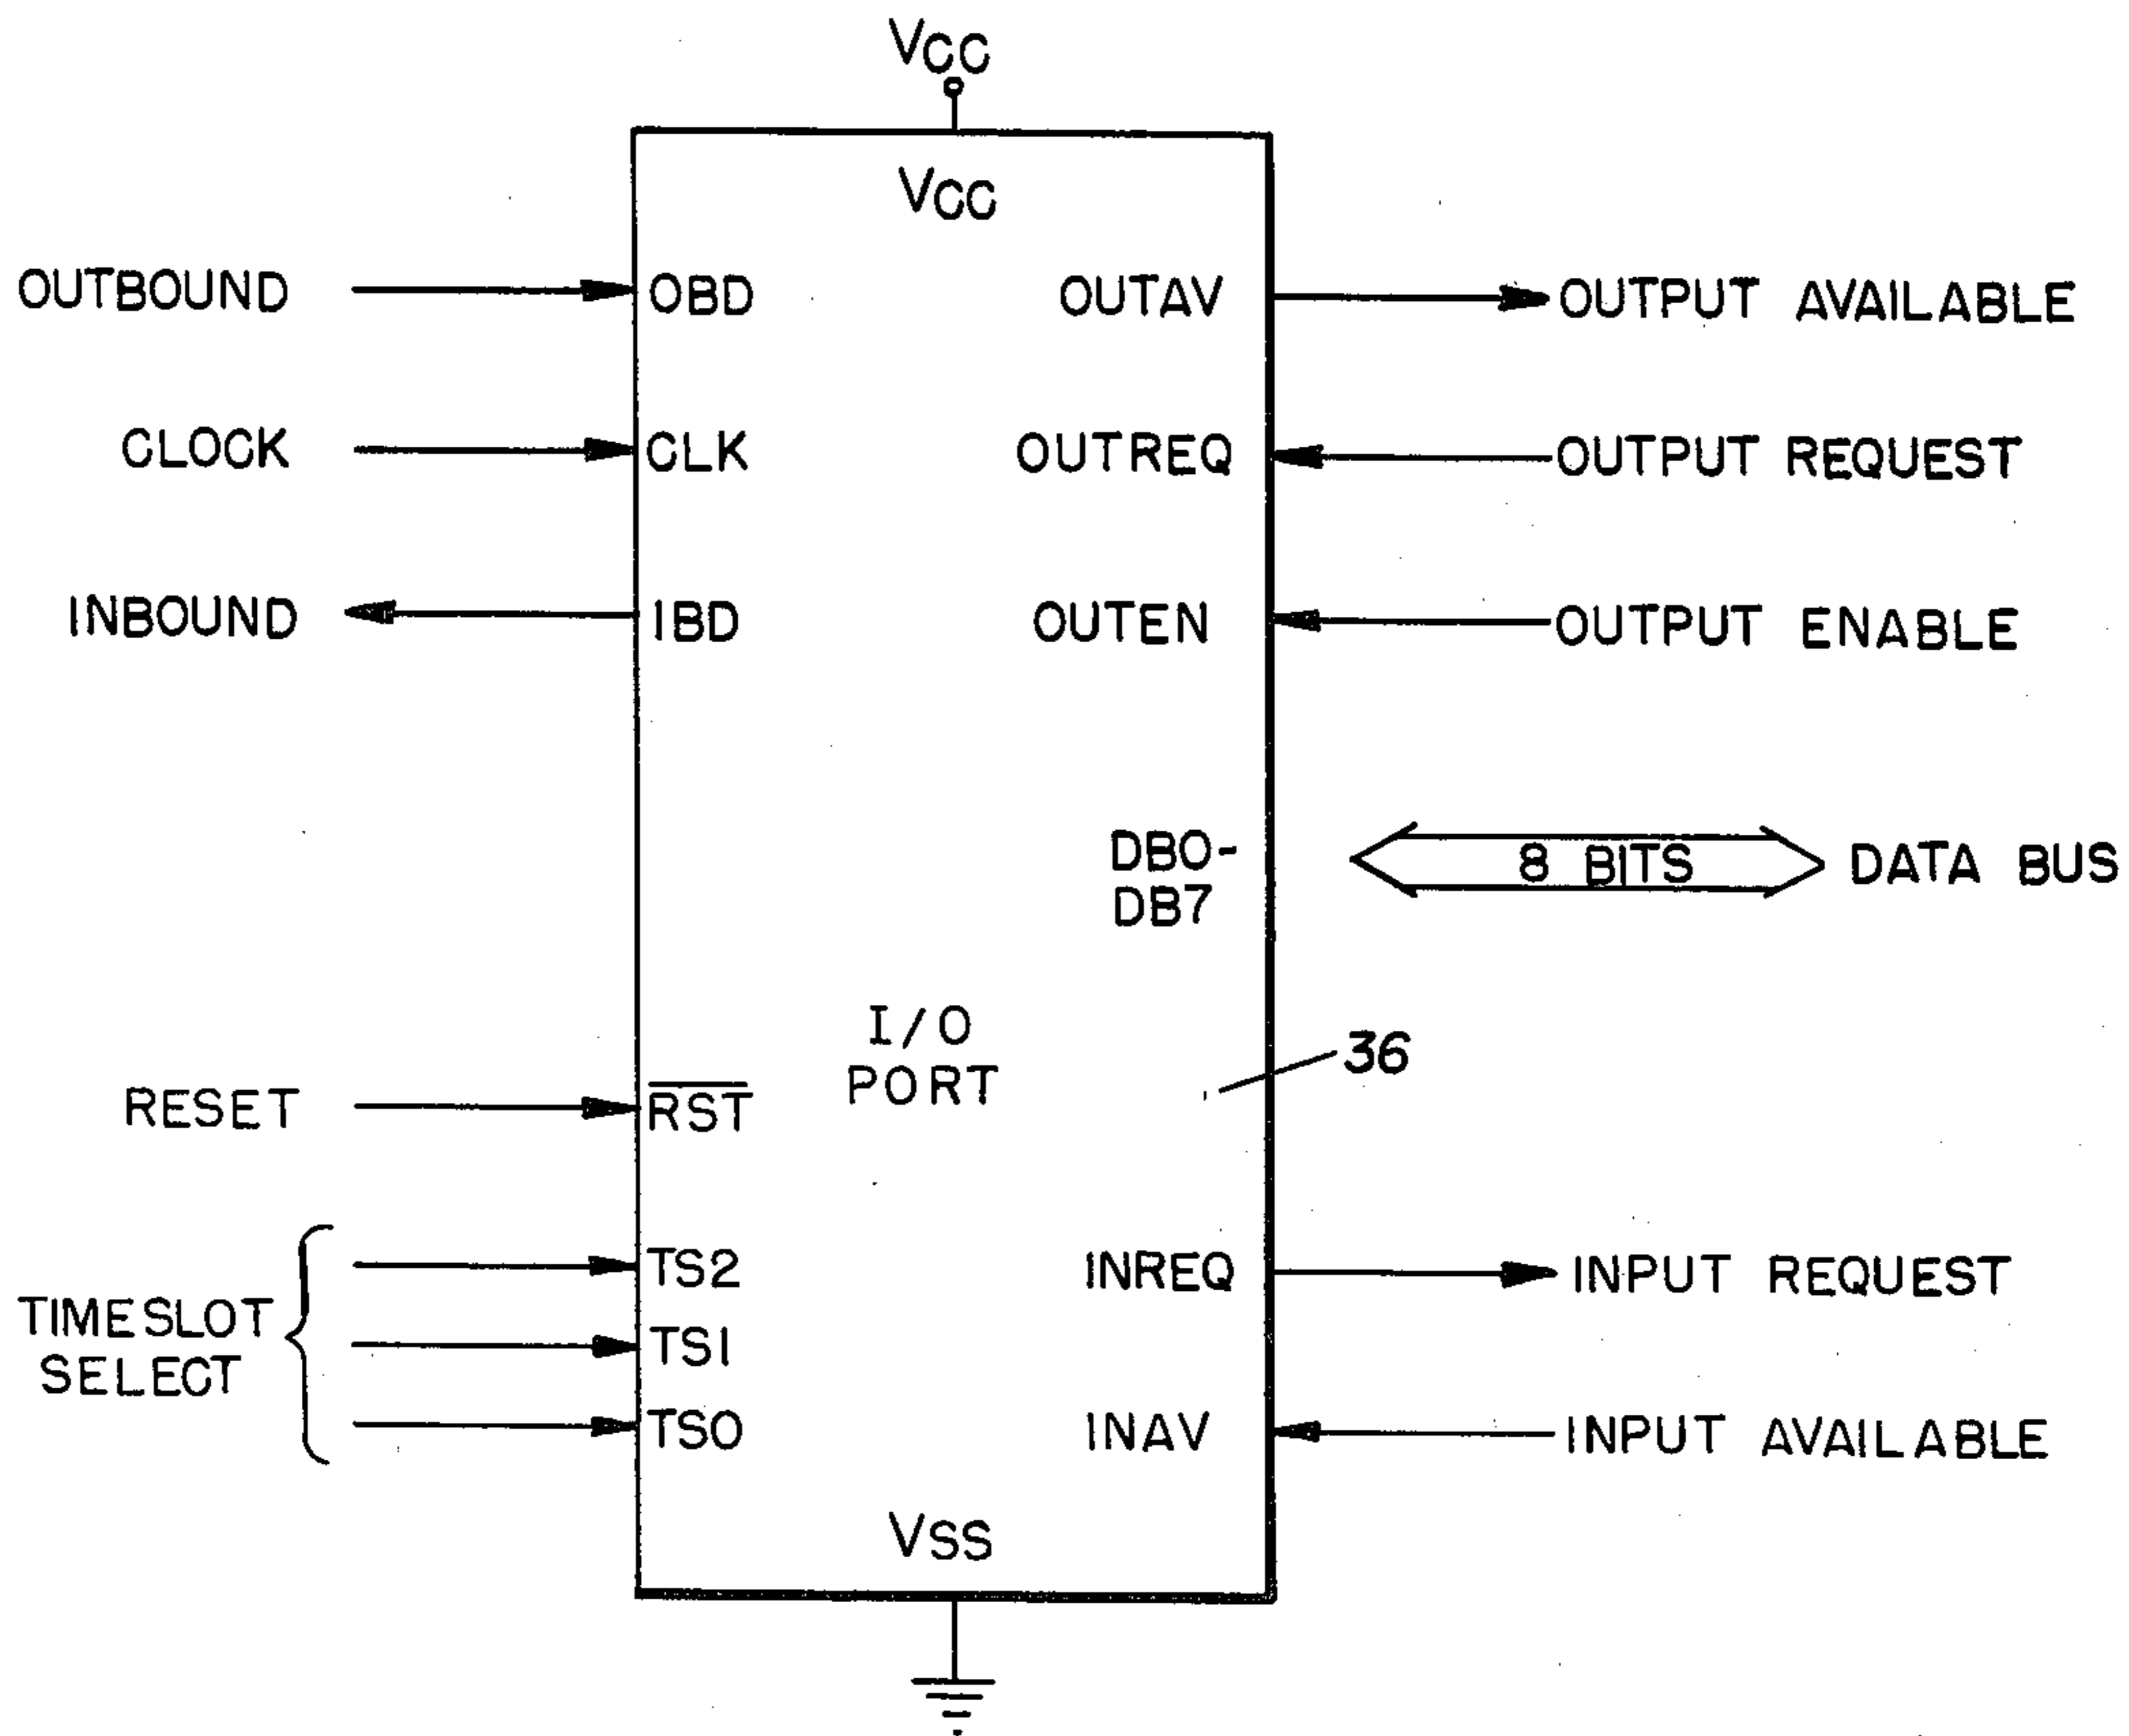 VCC
VCC
OUTBOUND OBD OUTAV OUTPUT AVAILABLE
CLOCK CLK OUTREQ OUTPUT REQUEST
INBOUND IBD OUTEN OUTPUT ENABLE
DB0-
8 BITS DATA BUS
DB7
I/O
PORT
36
RESET RST
TIMESLOT
SELECT
TS2 INREQ INPUT REQUEST
TS1
TS0 INAV INPUT AVAILABLE
VSS